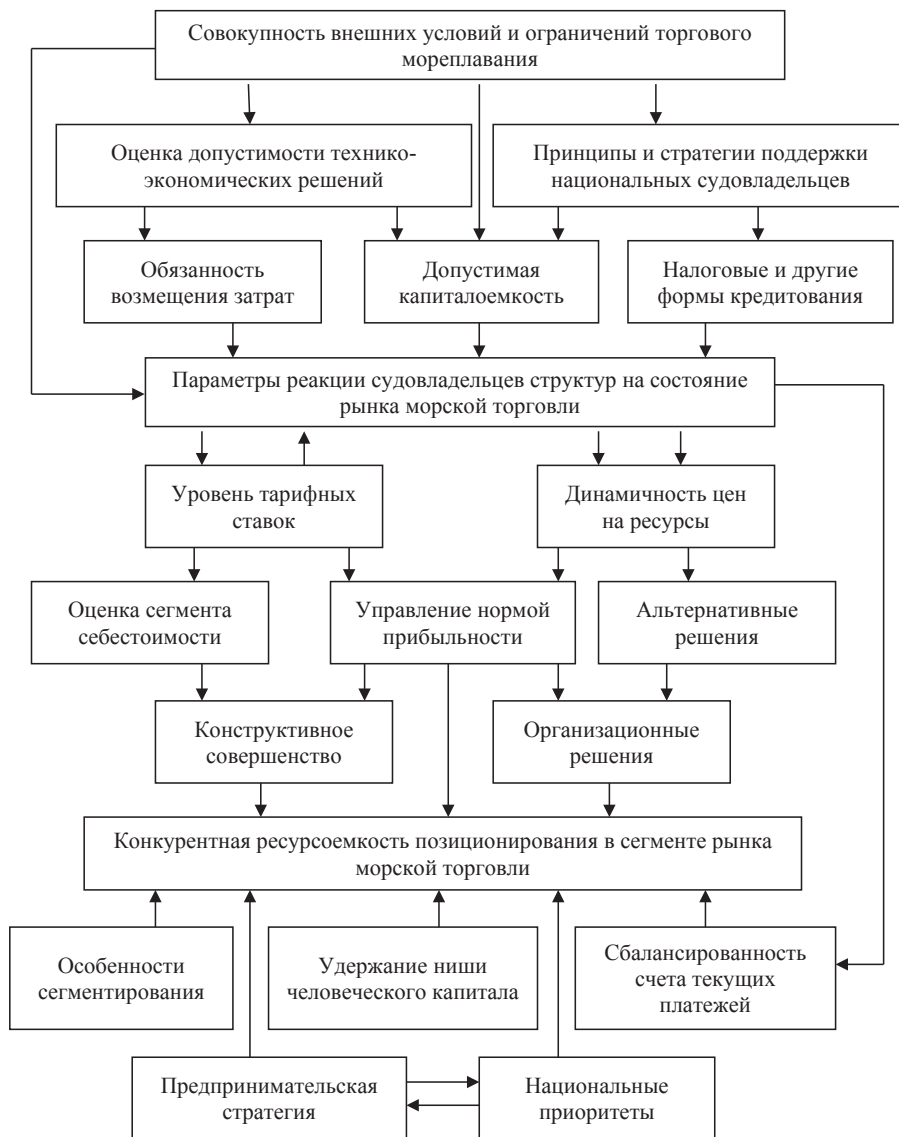 Совокупность внешних условий и ограничений торгового
мореплавания
Оценка допустимости технико-
экономических решений
Принципы и стратегии поддержки
национальных судовладельцев
Обязанность
возмещения затрат
Допустимая
капиталоемкость
Налоговые и другие
формы кредитования
Параметры реакции судовладельцев структур на состояние
рынка морской торговли
Уровень тарифных
ставок
Динамичность цен
на ресурсы
Оценка сегмента
себестоимости
Управление нормой
прибыльности
Альтернативные
решения
Конструктивное
совершенство
Организационные
решения
Конкурентная ресурсоемкость позиционирования в сегменте рынка
морской торговли
Особенности
сегментирования
Удержание ниши
человеческого капитала
Сбалансированность
счета текущих
платежей
Предпринимательская
стратегия
Национальные
приоритеты